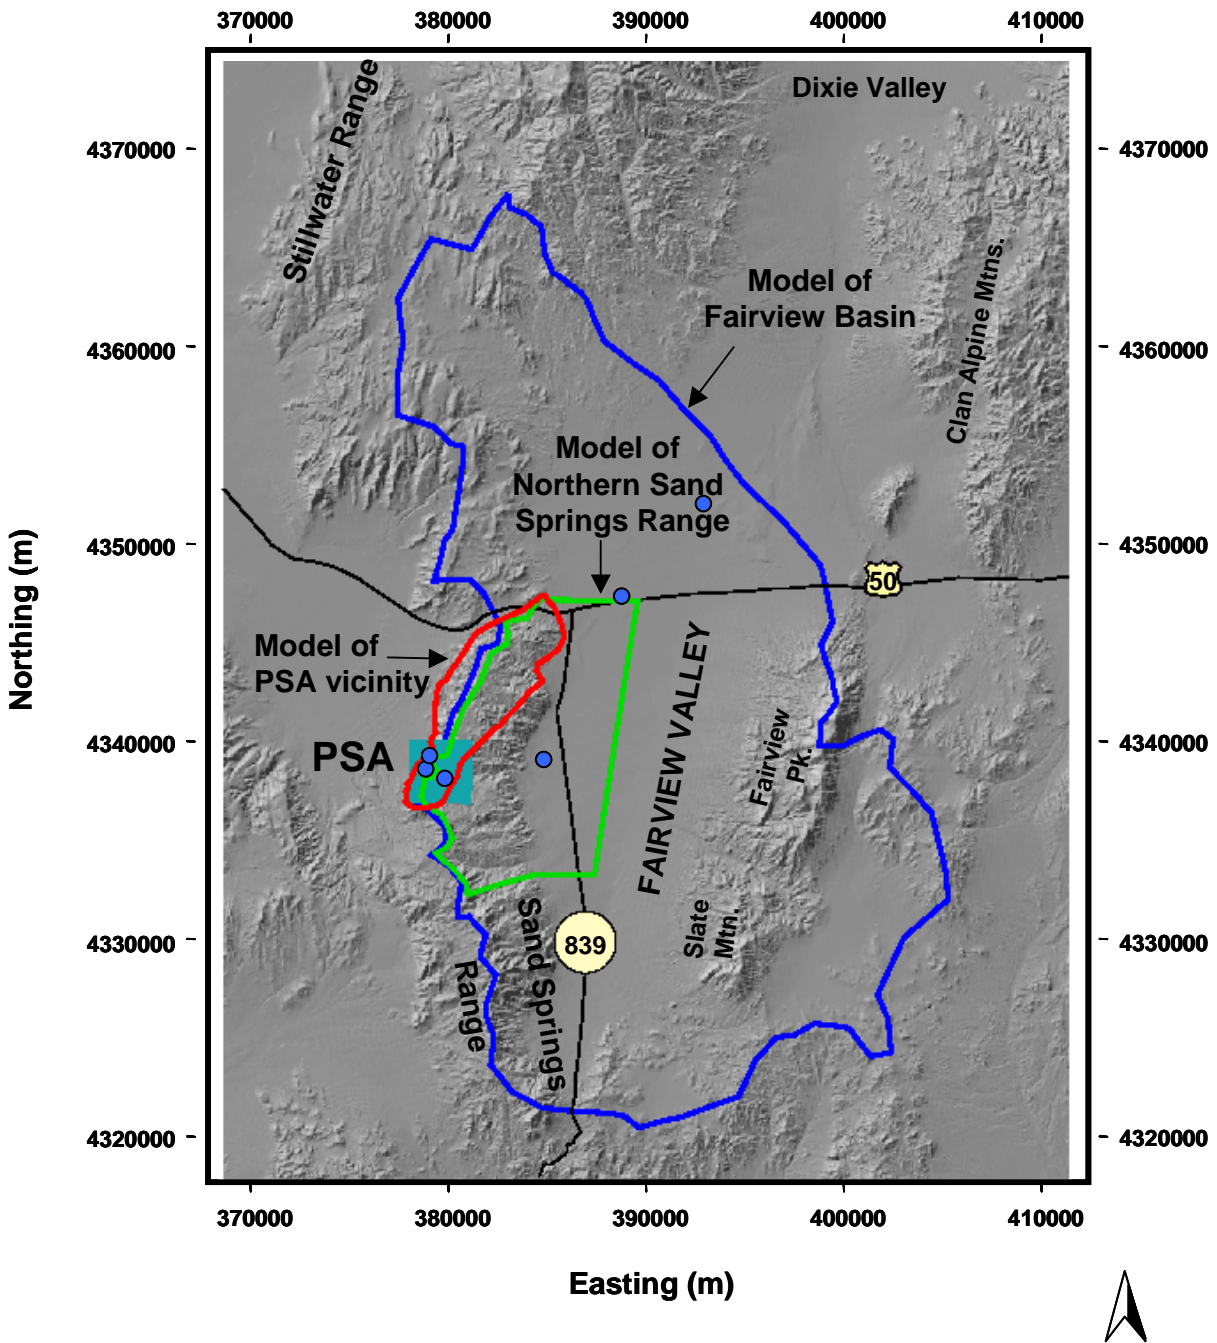 370000 380000 390000 400000 410000
Dixie Valley
Stillwater Range
4370000 4370000
Clan Alpine Mtns.
Model of
Fairview Basin
4360000 4360000
Model of
Northern Sand
Springs Range
4350000 4350000
50
Northing (m)
Model of
PSA vicinity
FAIRVIEW VALLEY
PSA
4340000 4340000
Fairview
Pk.
Slate
Mtn.
4330000 4330000
839
Sand Springs
Range
4320000 4320000
370000 380000 390000 400000 410000
Easting (m)